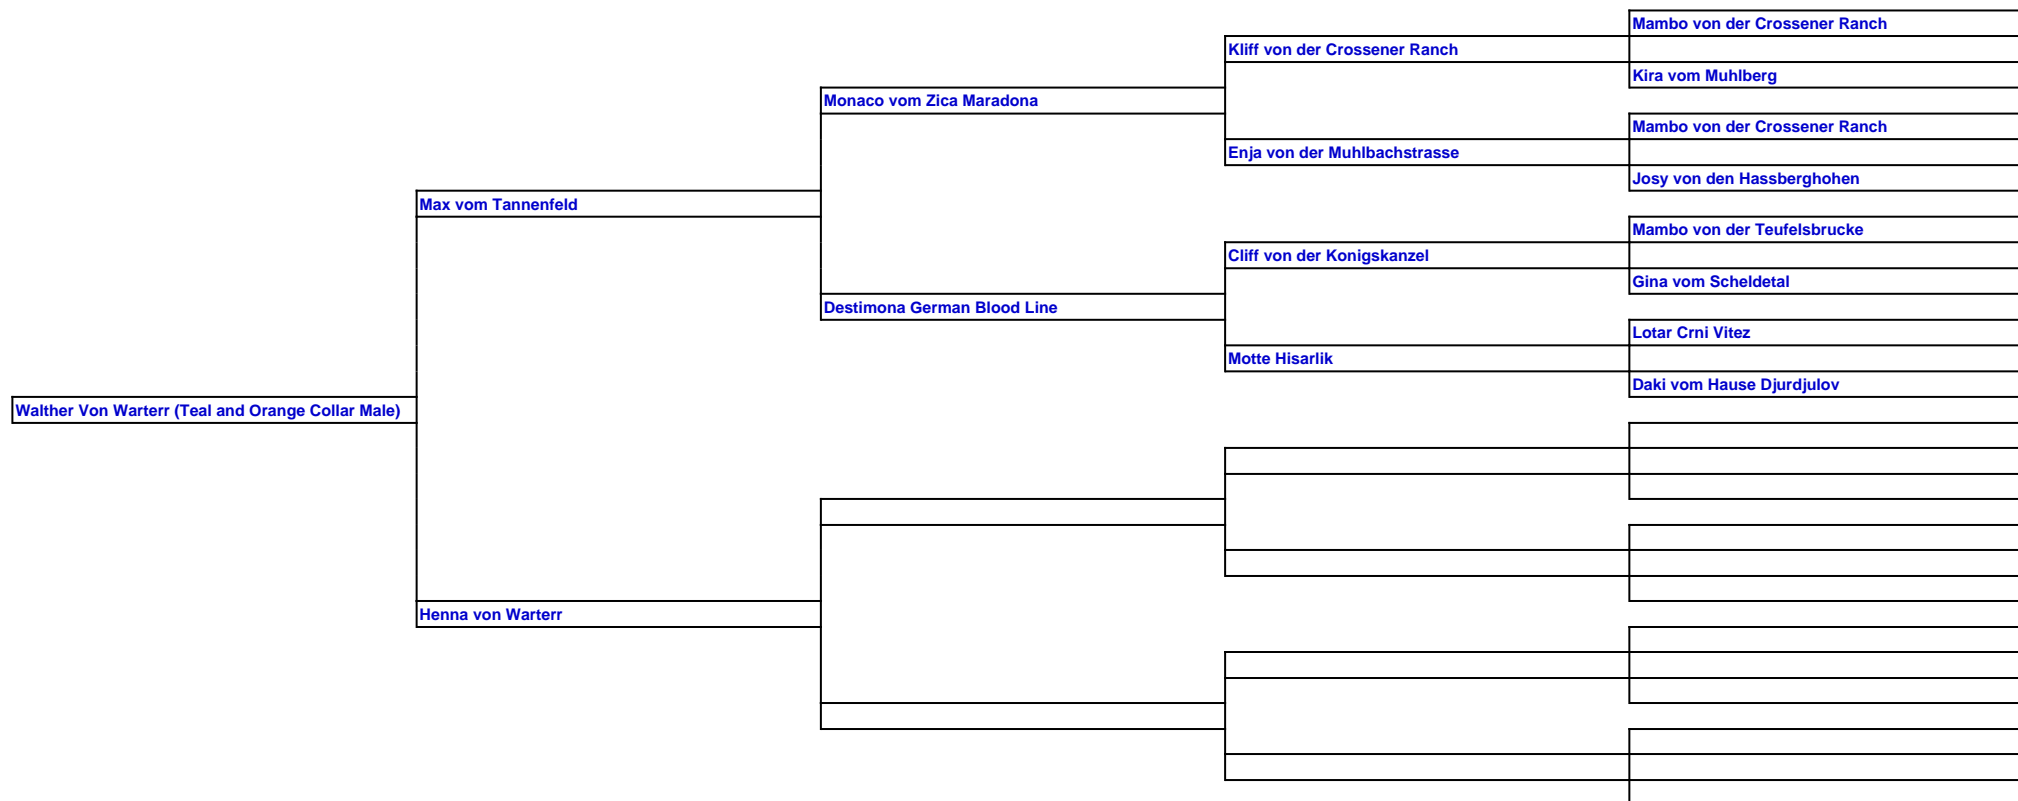 Mambo von der Crossener Ranch
Kliff von der Crossener Ranch
Kira vom Muhlberg
Monaco vom Zica Maradona
Mambo von der Crossener Ranch
Enja von der Muhlbachstrasse
Josy von den Hassberghohen
Max vom Tannenfeld
Mambo von der Teufelsbrucke
Cliff von der Konigskanzel
Gina vom Scheldetal
Destimona German Blood Line
Lotar Crni Vitez
Motte Hisarlik
Daki vom Hause Djurdjulov
Walther Von Warterr (Teal and Orange Collar Male)
Henna von Warterr